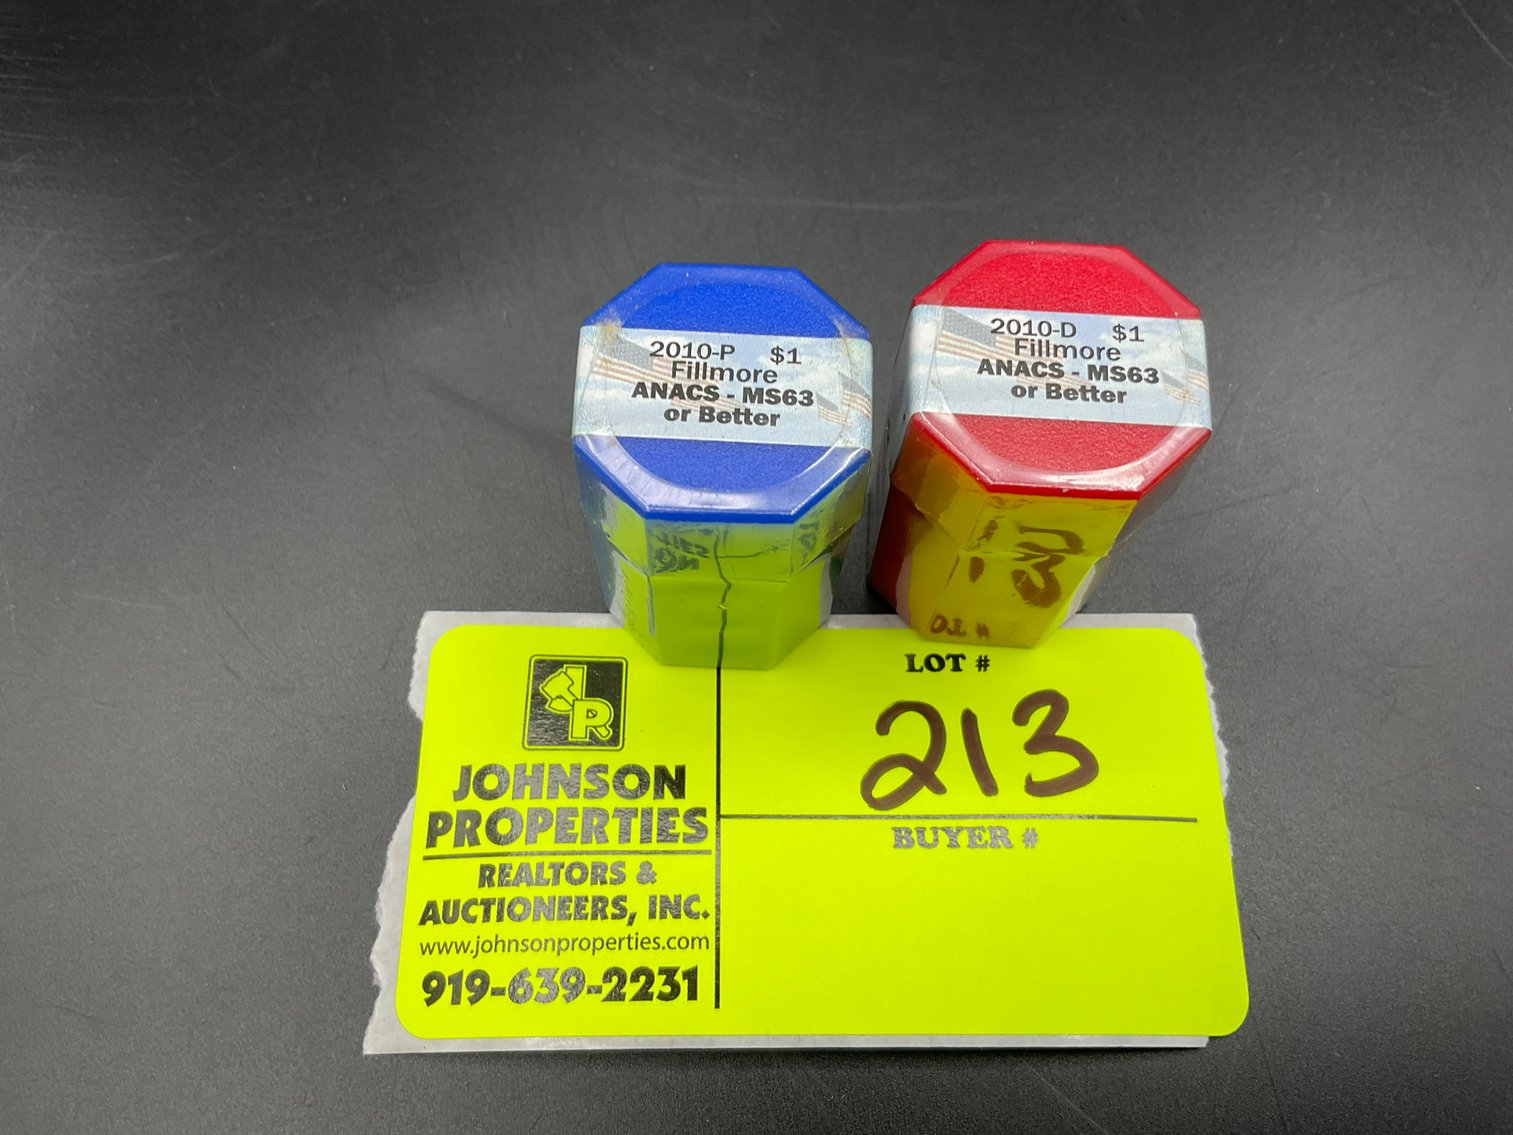 2010-P $1
Fillmore
ANACS - MS63
or Better
2010-D $1
Fillmore
ANACS - MS63
or Better
JR
JOHNSON
PROPERTIES
REALTORS &
AUCTIONEERS, INC.
www.johnsonproperties.com
919-639-2231
LOT #
213
BUYER #